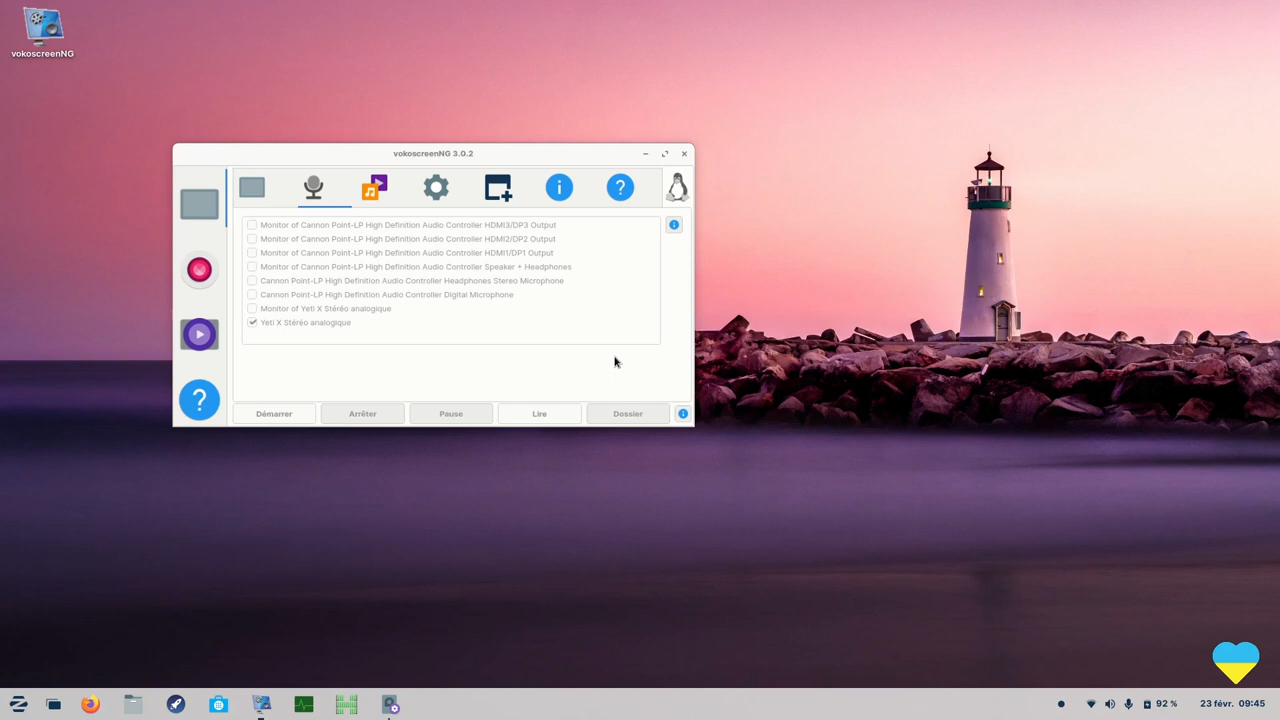 vokoscreenNG
vokoscreenNG 3.0.2
Monitor of Cannon Point-LP High Definition Audio Controller HDMI3/DP3 Output
Monitor of Cannon Point-LP High Definition Audio Controller HDMI2/DP2 Output
Monitor of Cannon Point-LP High Definition Audio Controller HDMI1/DP1 Output
Monitor of Cannon Point-LP High Definition Audio Controller Speaker + Headphones
Cannon Point-LP High Definition Audio Controller Headphones Stereo Microphone
Cannon Point-LP High Definition Audio Controller Digital Microphone
Monitor of Yeti X Stéréo analogique
Yeti X Stéréo analogique
Démarrer Arrêter Pause Lire Dossier
92 % 23 févr. 09:45